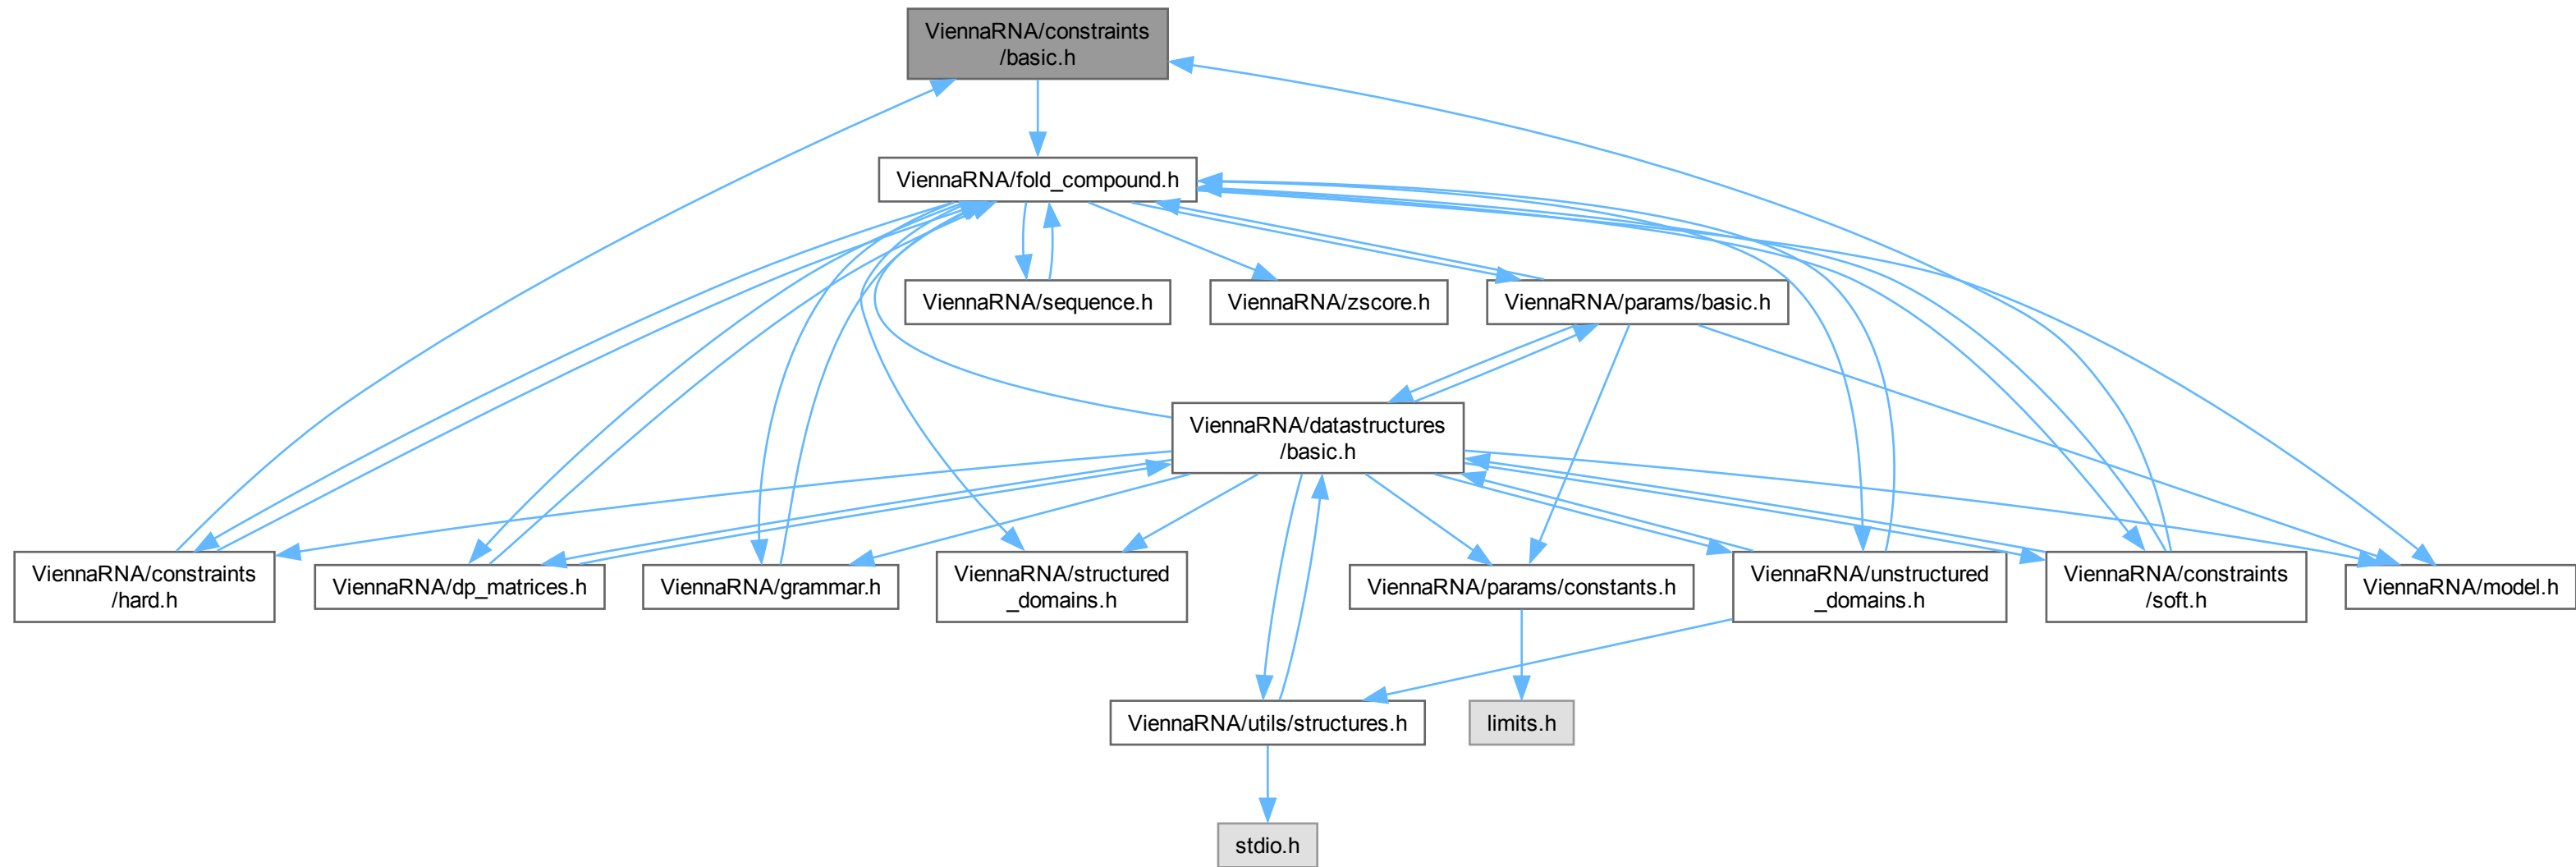 ViennaRNA/constraints
/basic.h
ViennaRNA/fold_compound.h
ViennaRNA/sequence.h
ViennaRNA/zscore.h
ViennaRNA/params/basic.h
ViennaRNA/datastructures
/basic.h
ViennaRNA/constraints
/hard.h
ViennaRNA/dp_matrices.h
ViennaRNA/grammar.h
ViennaRNA/structured
_domains.h
ViennaRNA/params/constants.h
ViennaRNA/unstructured
_domains.h
ViennaRNA/constraints
/soft.h
ViennaRNA/model.h
ViennaRNA/utils/structures.h
limits.h
stdio.h